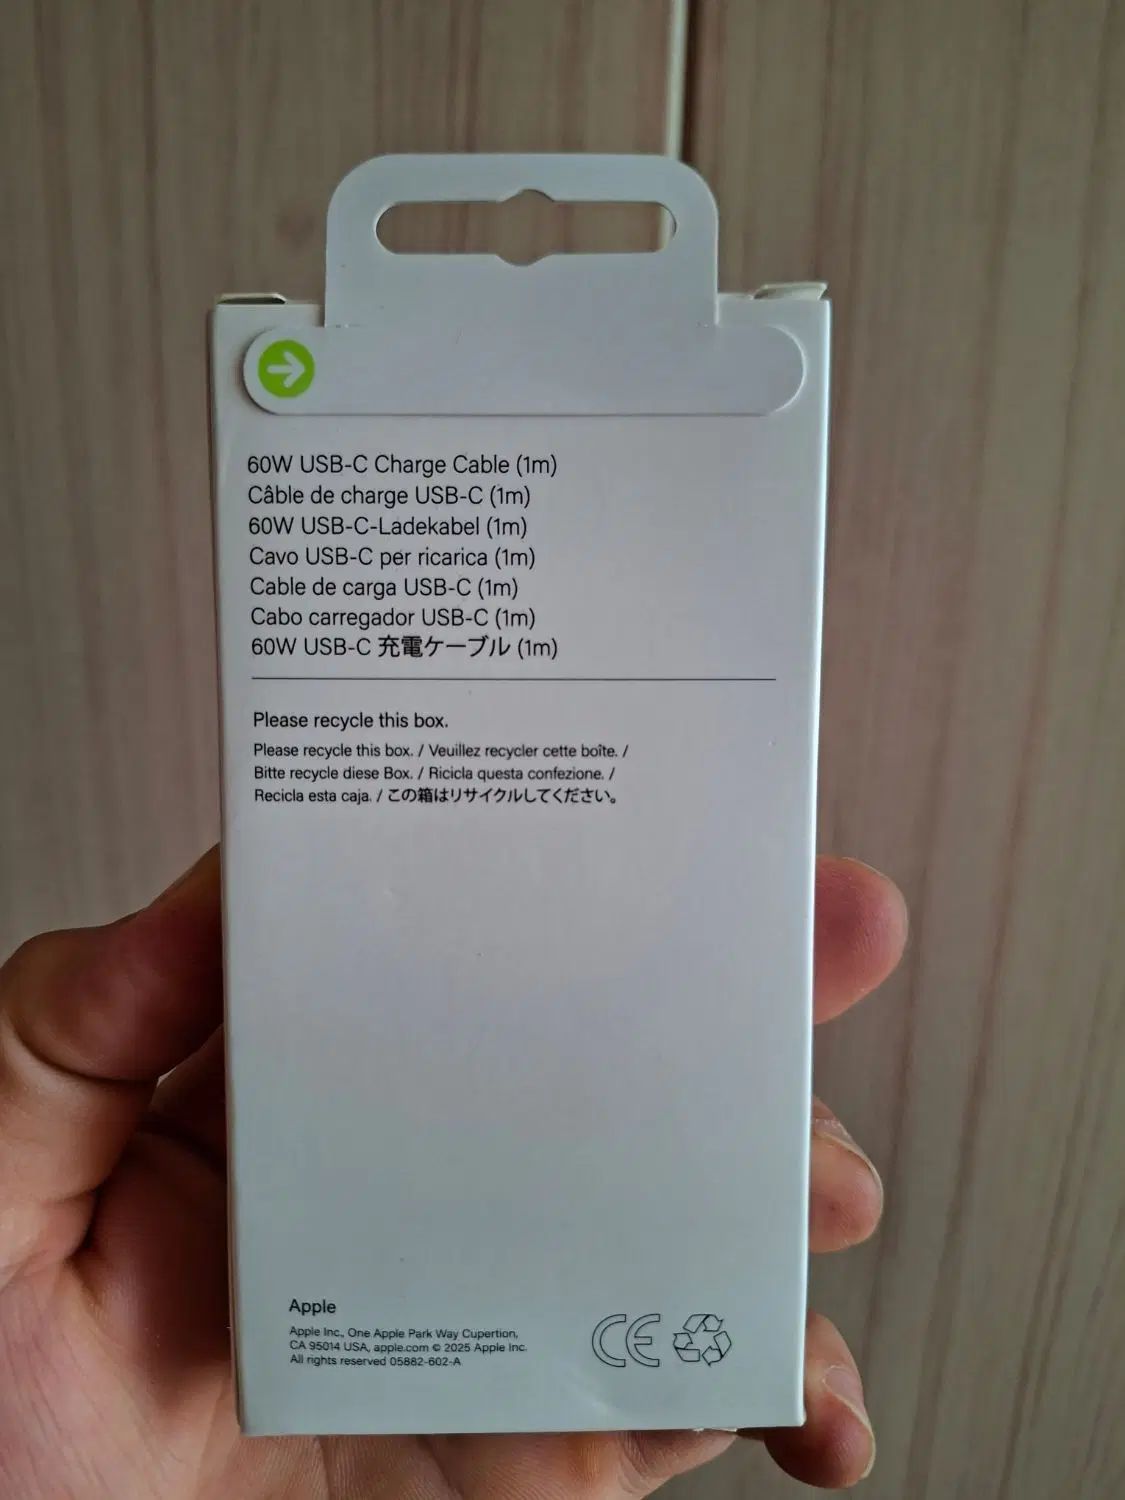 60W USB-C Charge Cable (1m)
Câble de charge USB-C (1m)
60W USB-C-Ladekabel (1m)
Cavo USB-C per ricarica (1m)
Cable de carga USB-C (1m)
Cabo carregador USB-C (1m)
60W USB-C 充電ケーブル (1m)
Please recycle this box.
Please recycle this box. / Veuillez recycler cette boîte. /
Bitte recycle diese Box. / Ricicla questa confezione. /
Recicla esta caja. / この箱はリサイクルしてください。
Apple
Apple Inc., One Apple Park Way Cupertion,
CA 95014 USA, apple.com © 2025 Apple Inc.
All rights reserved 05882-602-A
CE